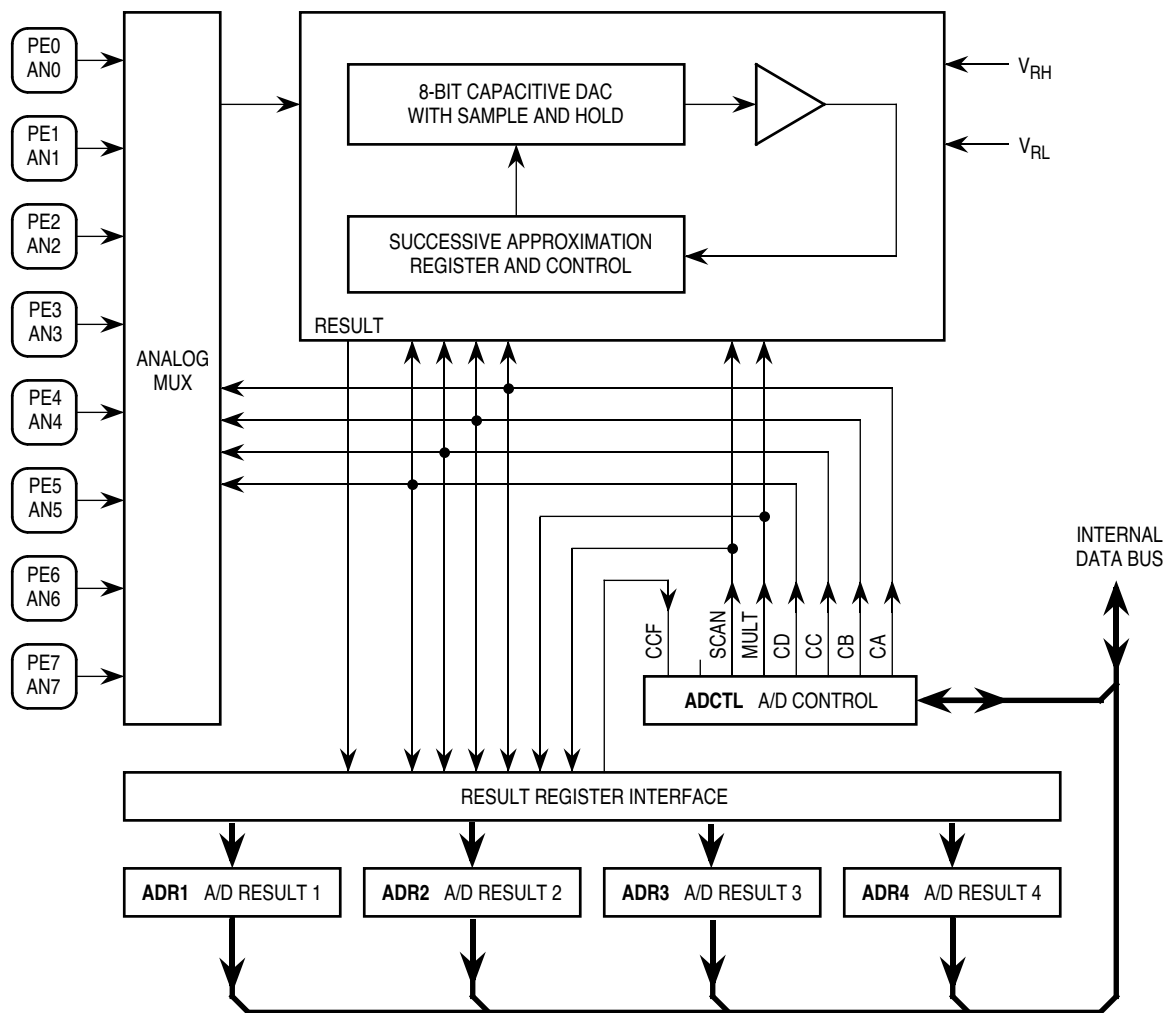 PE0
AN0
PE1
AN1
PE2
AN2
PE3
AN3
PE4
AN4
PE5
AN5
PE6
AN6
PE7
AN7
ANALOG
MUX
8-BIT CAPACITIVE DAC
WITH SAMPLE AND HOLD
SUCCESSIVE APPROXIMATION
REGISTER AND CONTROL
RESULT
VRH
VRL
INTERNAL
DATA BUS
CCF
SCAN
MULT
CD
CC
CB
CA
ADCTL A/D CONTROL
RESULT REGISTER INTERFACE
ADR1 A/D RESULT 1
ADR2 A/D RESULT 2
ADR3 A/D RESULT 3
ADR4 A/D RESULT 4